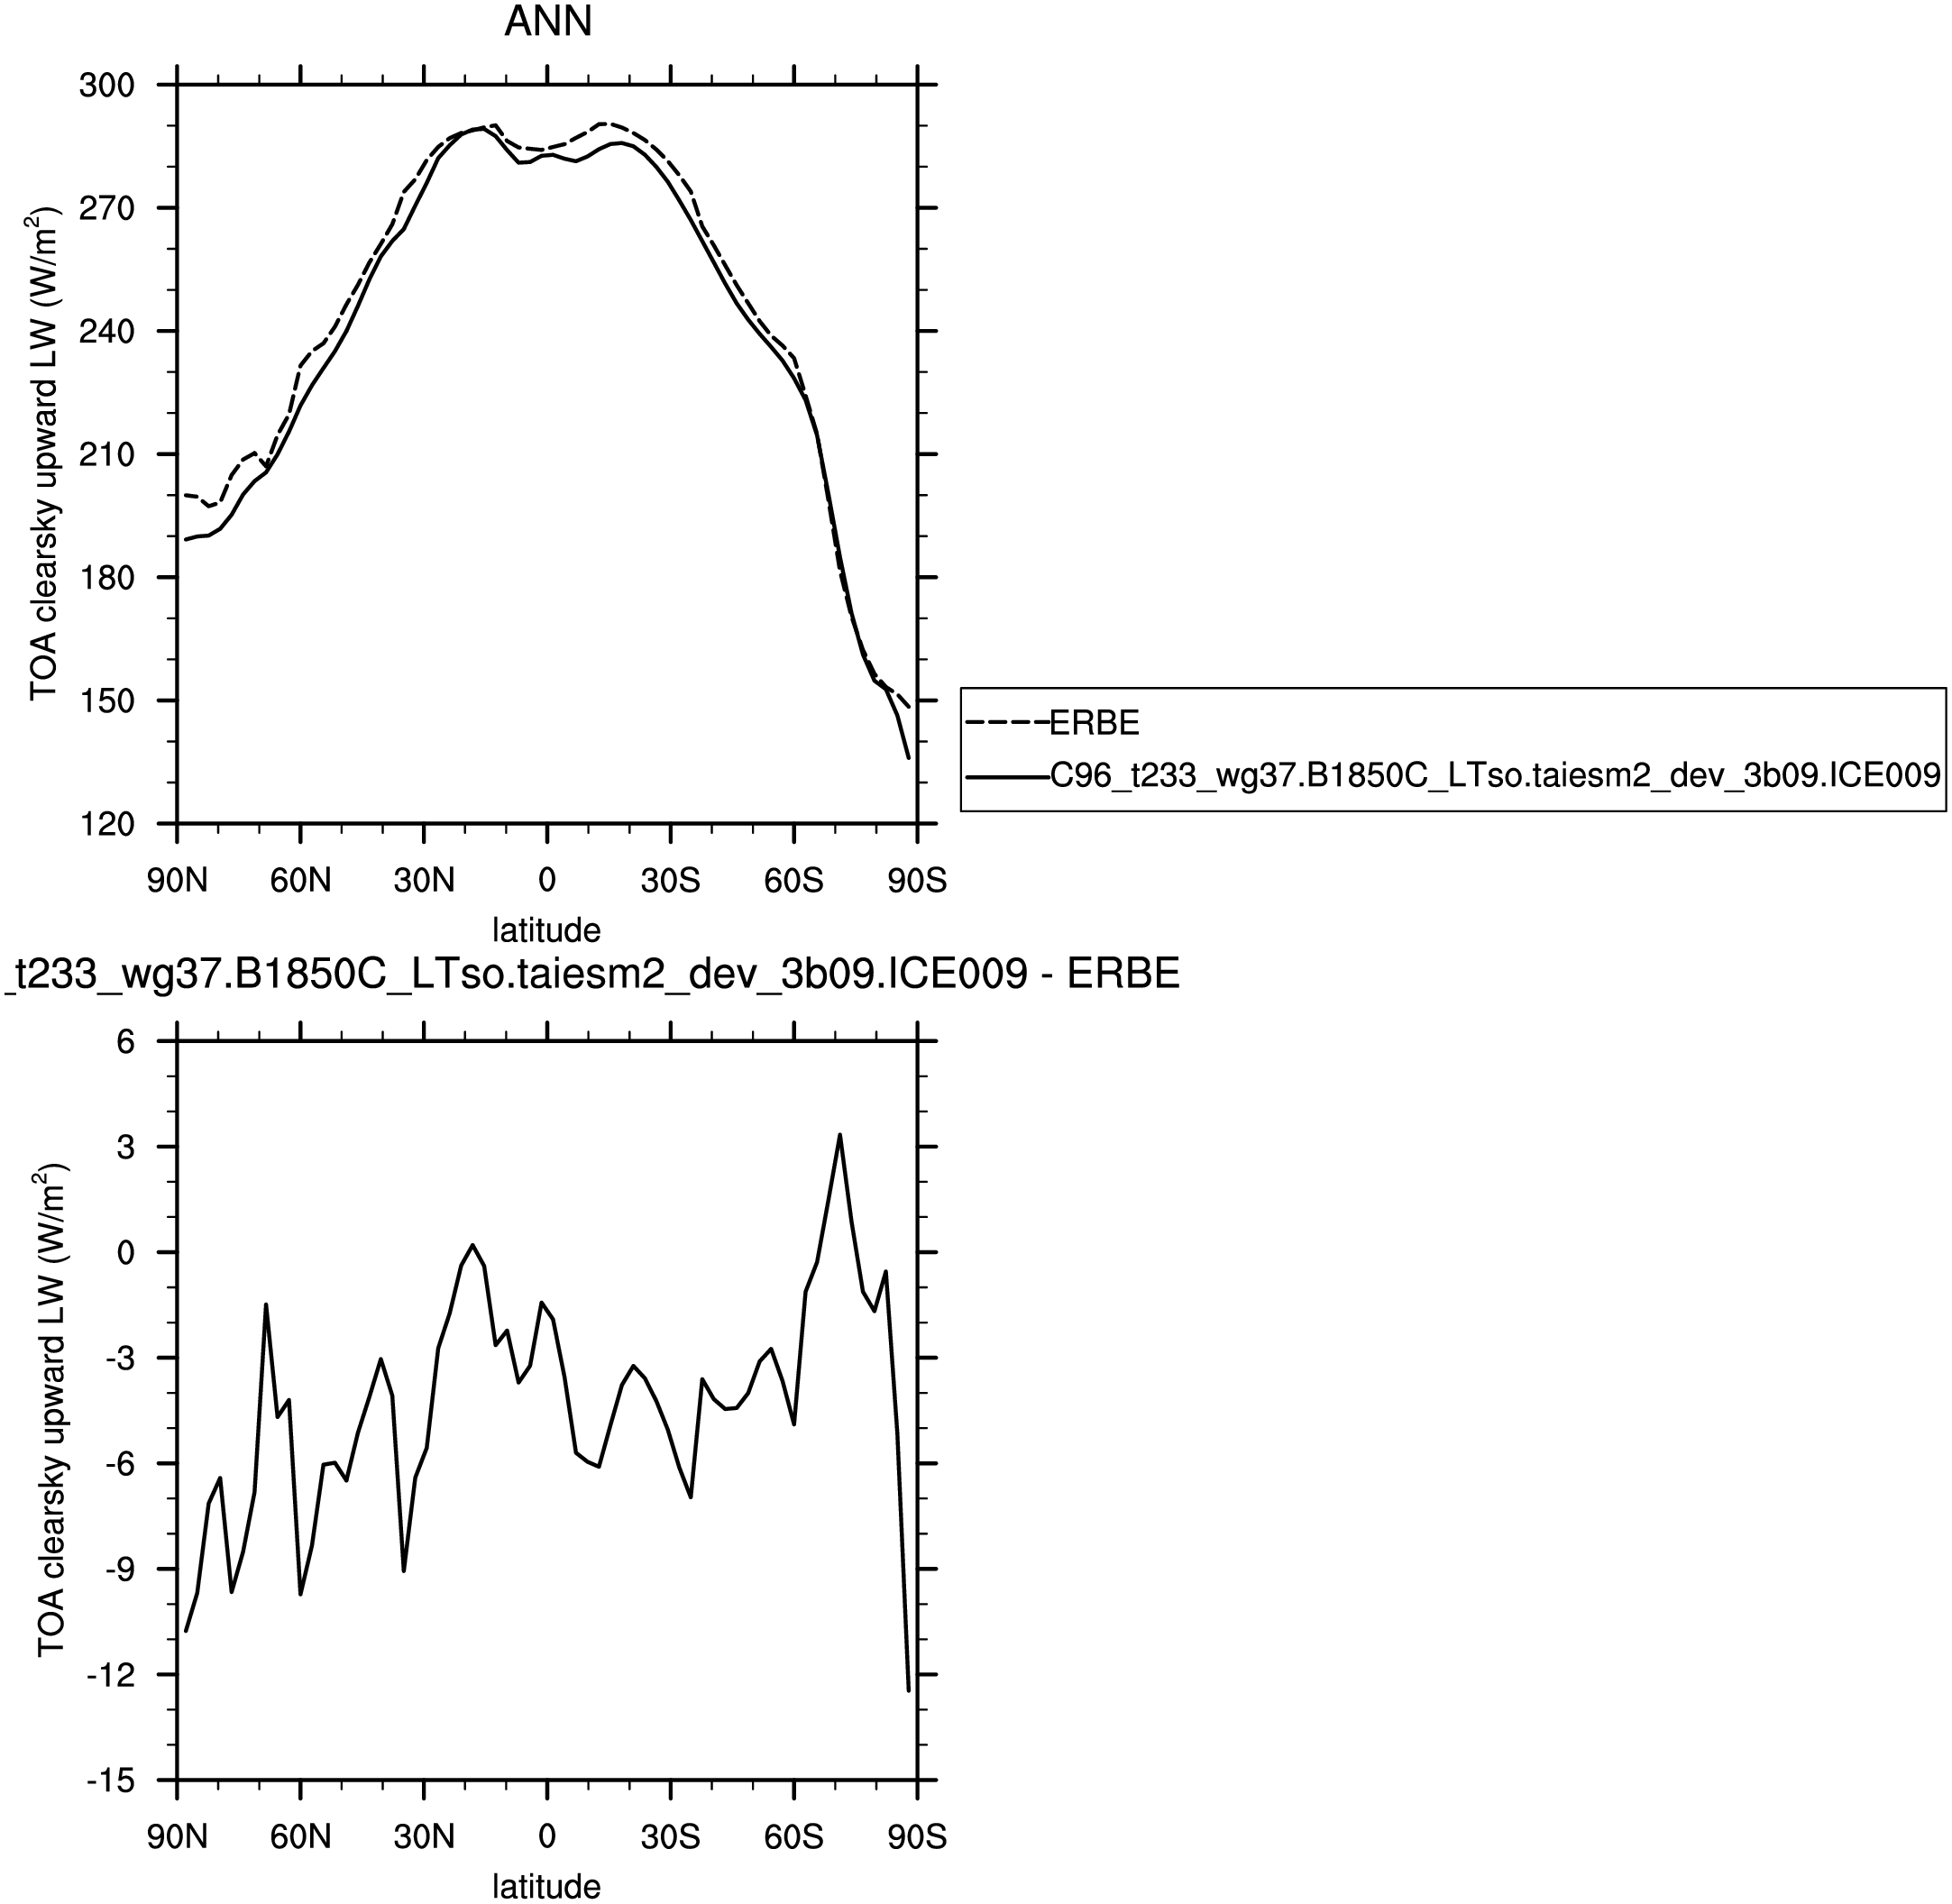 ANN
300
270
240
210
180
150
120
TOA clearsky upward LW (W/m²)
90N 60N 30N 0 30S 60S 90S
latitude
ERBE
C96_t233_wg37.B1850C_LTso.taiesm2_dev_3b09.ICE009
_t233_wg37.B1850C_LTso.taiesm2_dev_3b09.ICE009 - ERBE
6
3
0
-3
-6
-9
-12
-15
TOA clearsky upward LW (W/m²)
90N 60N 30N 0 30S 60S 90S
latitude